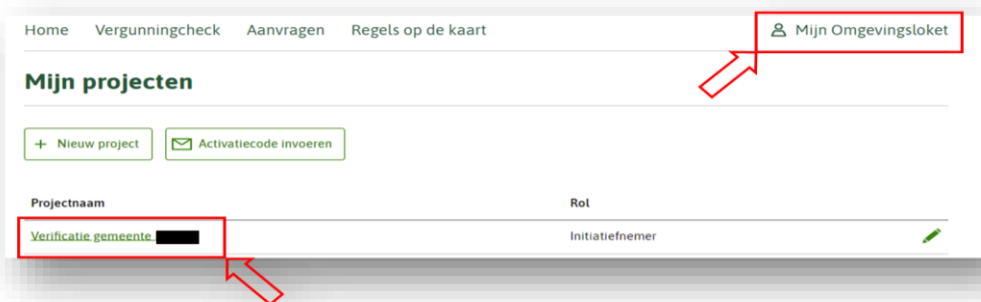 Home Vergunningcheck Aanvragen Regels op de kaart Mijn Omgevingsloket
Mijn projecten
+ Nieuw project Activatiecode invoeren
Projectnaam Rol
Verificatie gemeente Initiatiefnemer